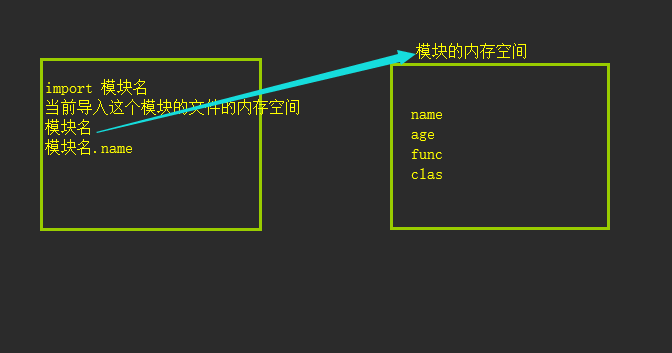 import 模块名
当前导入这个模块的文件的内存空间
模块名
模块名.name
模块的内存空间
name
age
func
clas